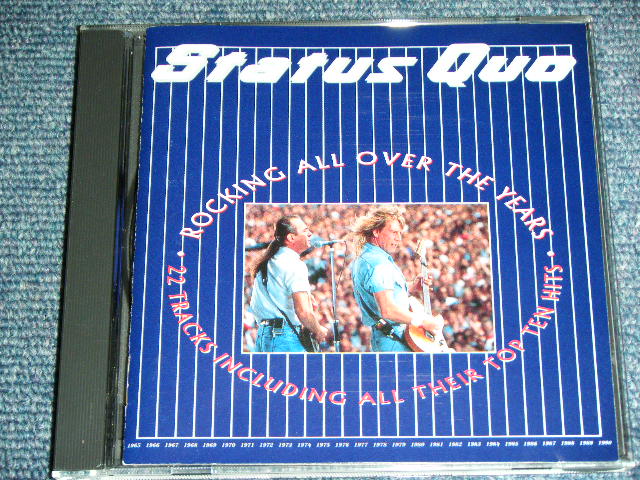 Status Quo
ROCKING ALL OVER THE YEARS
• 22 TRACKS INCLUDING ALL THEIR TOP TEN HITS •
1965 1966 1967 1968 1969 1970 1971 1972 1973 1974 1975 1976 1977 1978 1979 1980 1981 1982 1983 1984 1985 1986 1987 1988 1989 1990